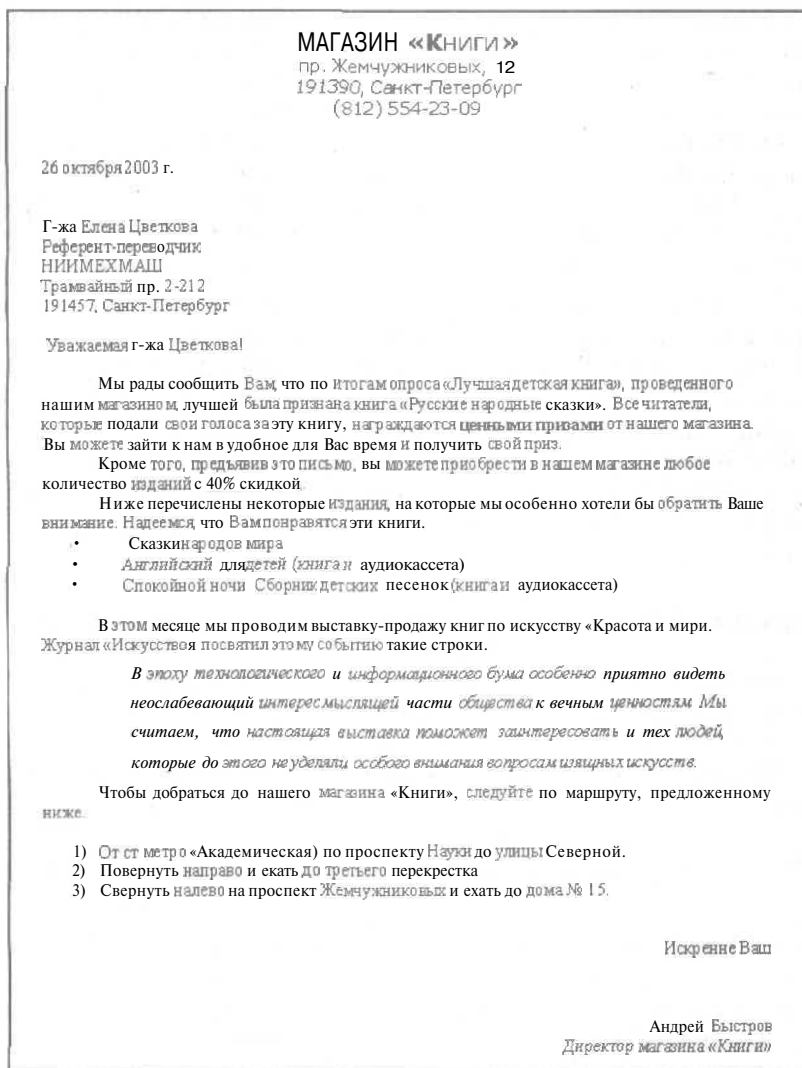 МАГАЗИН «КНИГИ»
пр. Жемчужниковых, 12
191390, Санкт-Петербург
(812) 554-23-09
26 октября 2003 г.
Г-жа Елена Цветкова
Референт-переводчик
НИИМЕХМАШ
Трамвайный пр. 2-212
191457, Санкт-Петербург
Уважаемая г-жа Цветкова!
Мы рады сообщить Вам, что по итогам опроса «Лучшая детская книга», проведенного
нашим магазином, лучшей была признана книга «Русские народные сказки». Все читатели,
которые подали свои голоса за эту книгу, награждаются ценными призами от нашего магазина.
Вы можете зайти к нам в удобное для Вас время и получить свой приз.
Кроме того, предъявив это письмо, вы можете приобрести в нашем магазине любое
количество изданий с 40% скидкой
Ниже перечислены некоторые издания, на которые мы особенно хотели бы обратить Ваше
внимание. Надеемся, что Вам понравятся эти книги.
• Сказки народов мира
• Английский для детей (книга и аудиокассета)
• Спокойной ночи Сборник детских песенок (книга и аудиокассета)
В этом месяце мы проводим выставку-продажу книг по искусству «Красота и мири.
Журнал «Искусствоя посвятил этому событию такие строки.
В эпоху технологического и информационного бума особенно приятно видеть
неослабевающий интерес мыслящей части общества к вечным ценностям. Мы
считаем, что настоящая выставка поможет заинтересовать и тех людей,
которые до этого не уделяли особого внимания вопросам изящных искусств.
Чтобы добраться до нашего магазина «Книги», следуйте по маршруту, предложенному
ниже.
1) От ст метро «Академическая) по проспекту Науки до улицы Северной.
2) Повернуть направо и екать до третьего перекрестка
3) Свернуть налево на проспект Жемчужниковых и ехать до дома № 15.
Искренне Ваш
Андрей Быстров
Директор магазина «Книги»